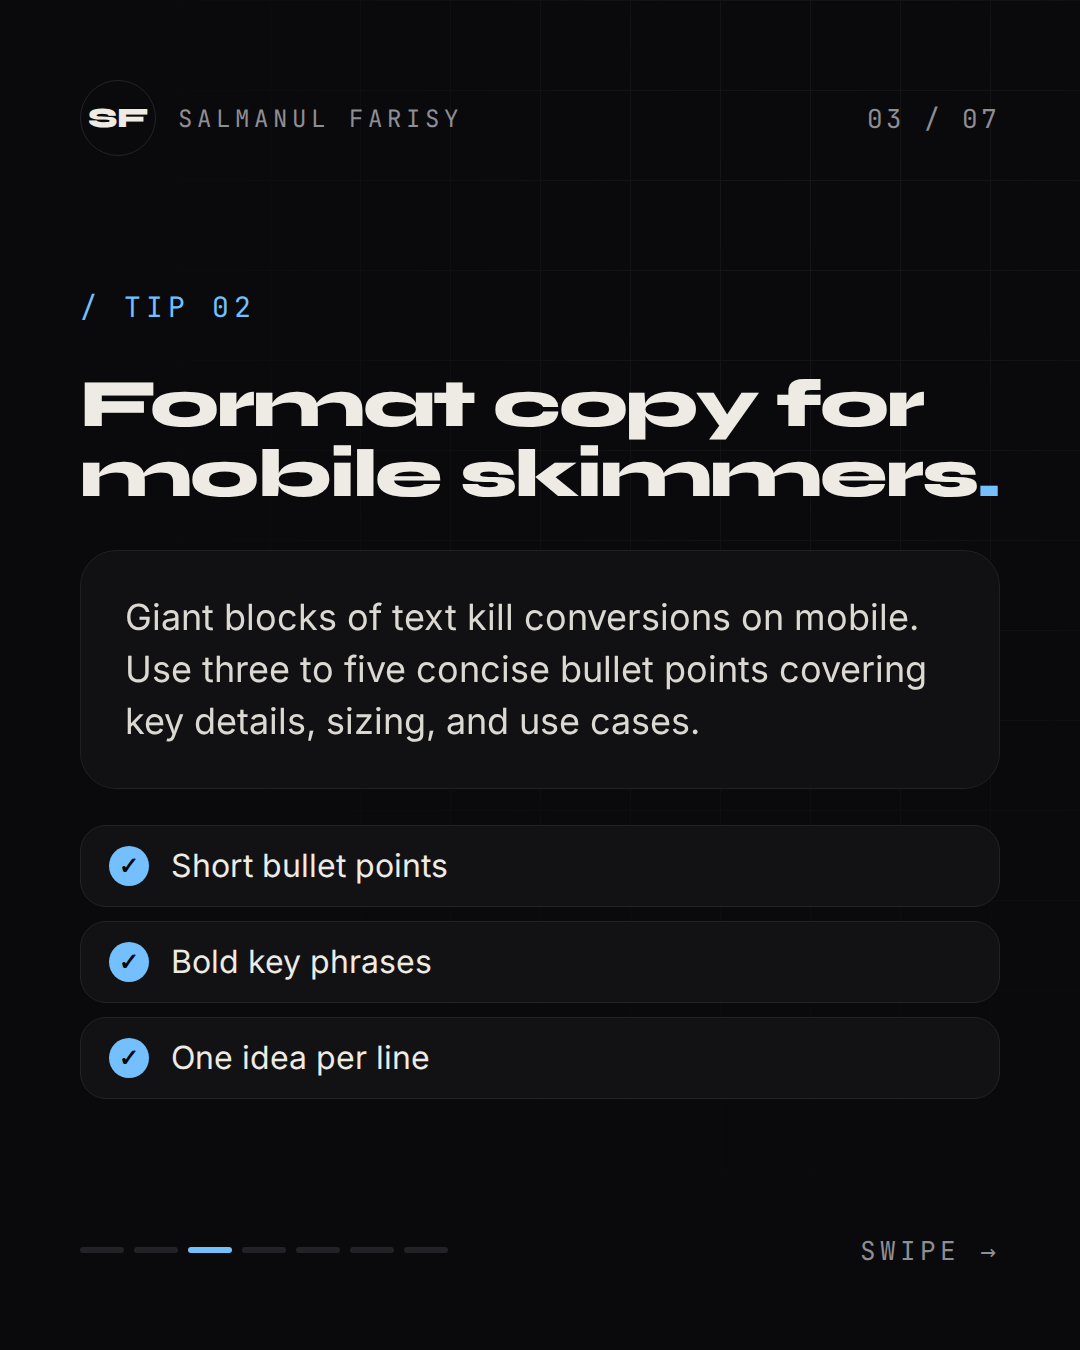 SF SALMANUL FARISY
03 / 07
/ TIP 02
Format copy for
mobile skimmers.
Giant blocks of text kill conversions on mobile.
Use three to five concise bullet points covering
key details, sizing, and use cases.
✓ Short bullet points
✓ Bold key phrases
✓ One idea per line
SWIPE →